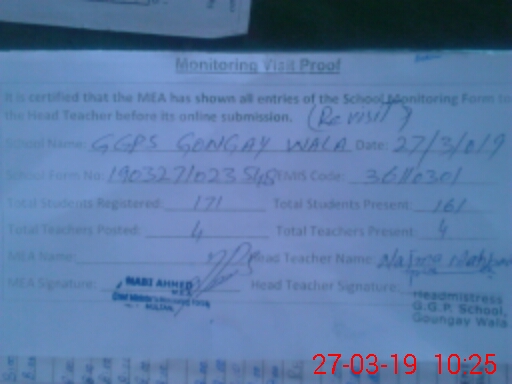 Monitoring Visit Proof
It is certified that the MEA has shown all entries of the School Monitoring Form to
the Head Teacher before its online submission. (Revisit)
School Name: GGPS GONGAY WALA Date: 27/3/019
School Form No: EMIS Code: 36110301
Total Students Registered: 171 Total Students Present: 161
Total Teachers Posted: 4 Total Teachers Present: 4
MEA Name: Head Teacher Name:
MEA Signature: NABI AHMED Head Teacher Signature:
Headmistress
G.G.P. School,
Goungay Wala
27-03-19 10:25